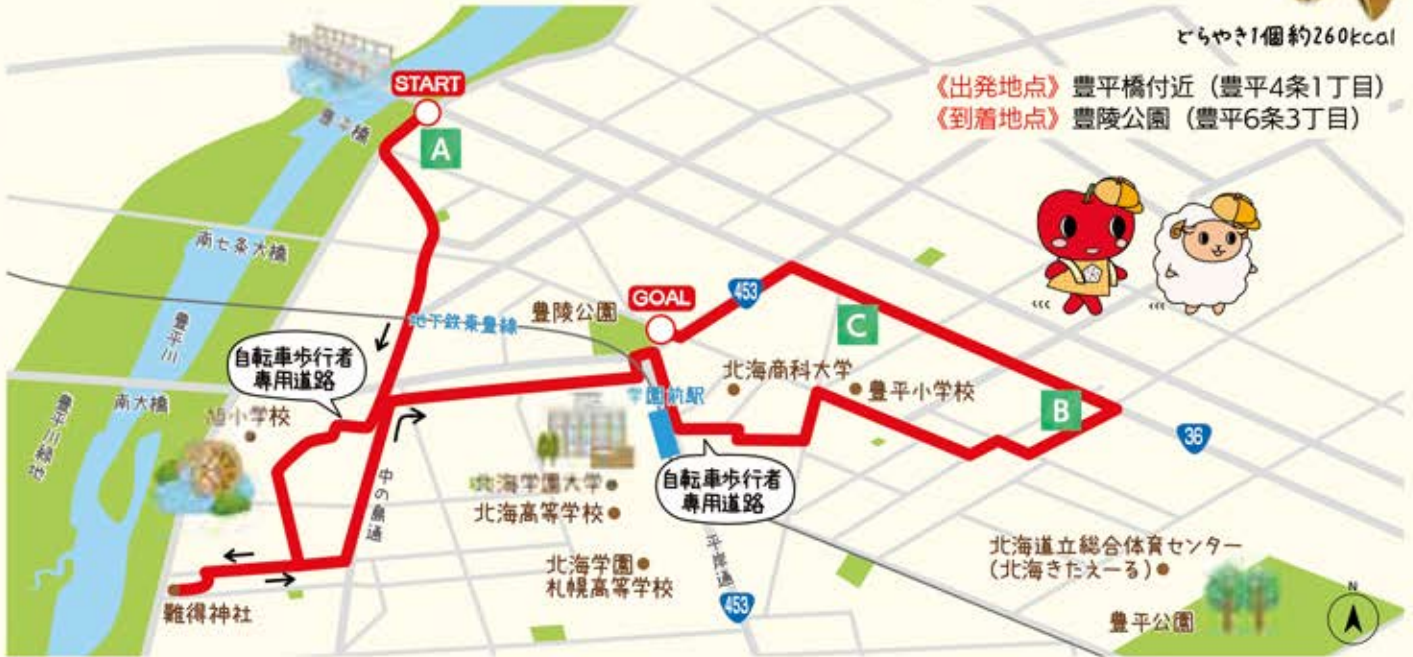 どらやき1個約260kcal
《出発地点》豊平橋付近（豊平4条1丁目）
《到着地点》豊陵公園（豊平6条3丁目）
START
A
豊平橋
南七条大橋
豊平川
地下鉄東豊線
豊陵公園
GOAL
453
C
自転車歩行者
専用道路
北海商科大学
豊平小学校
学園前駅
B
36
南大橋
旭小学校
豊平川緑地
中の島通
北海学園大学
北海高等学校
自転車歩行者
専用道路
北海学園
札幌高等学校
平岸通
453
北海道立総合体育センター
(北海きたえーる)
豊平公園
N
難得神社